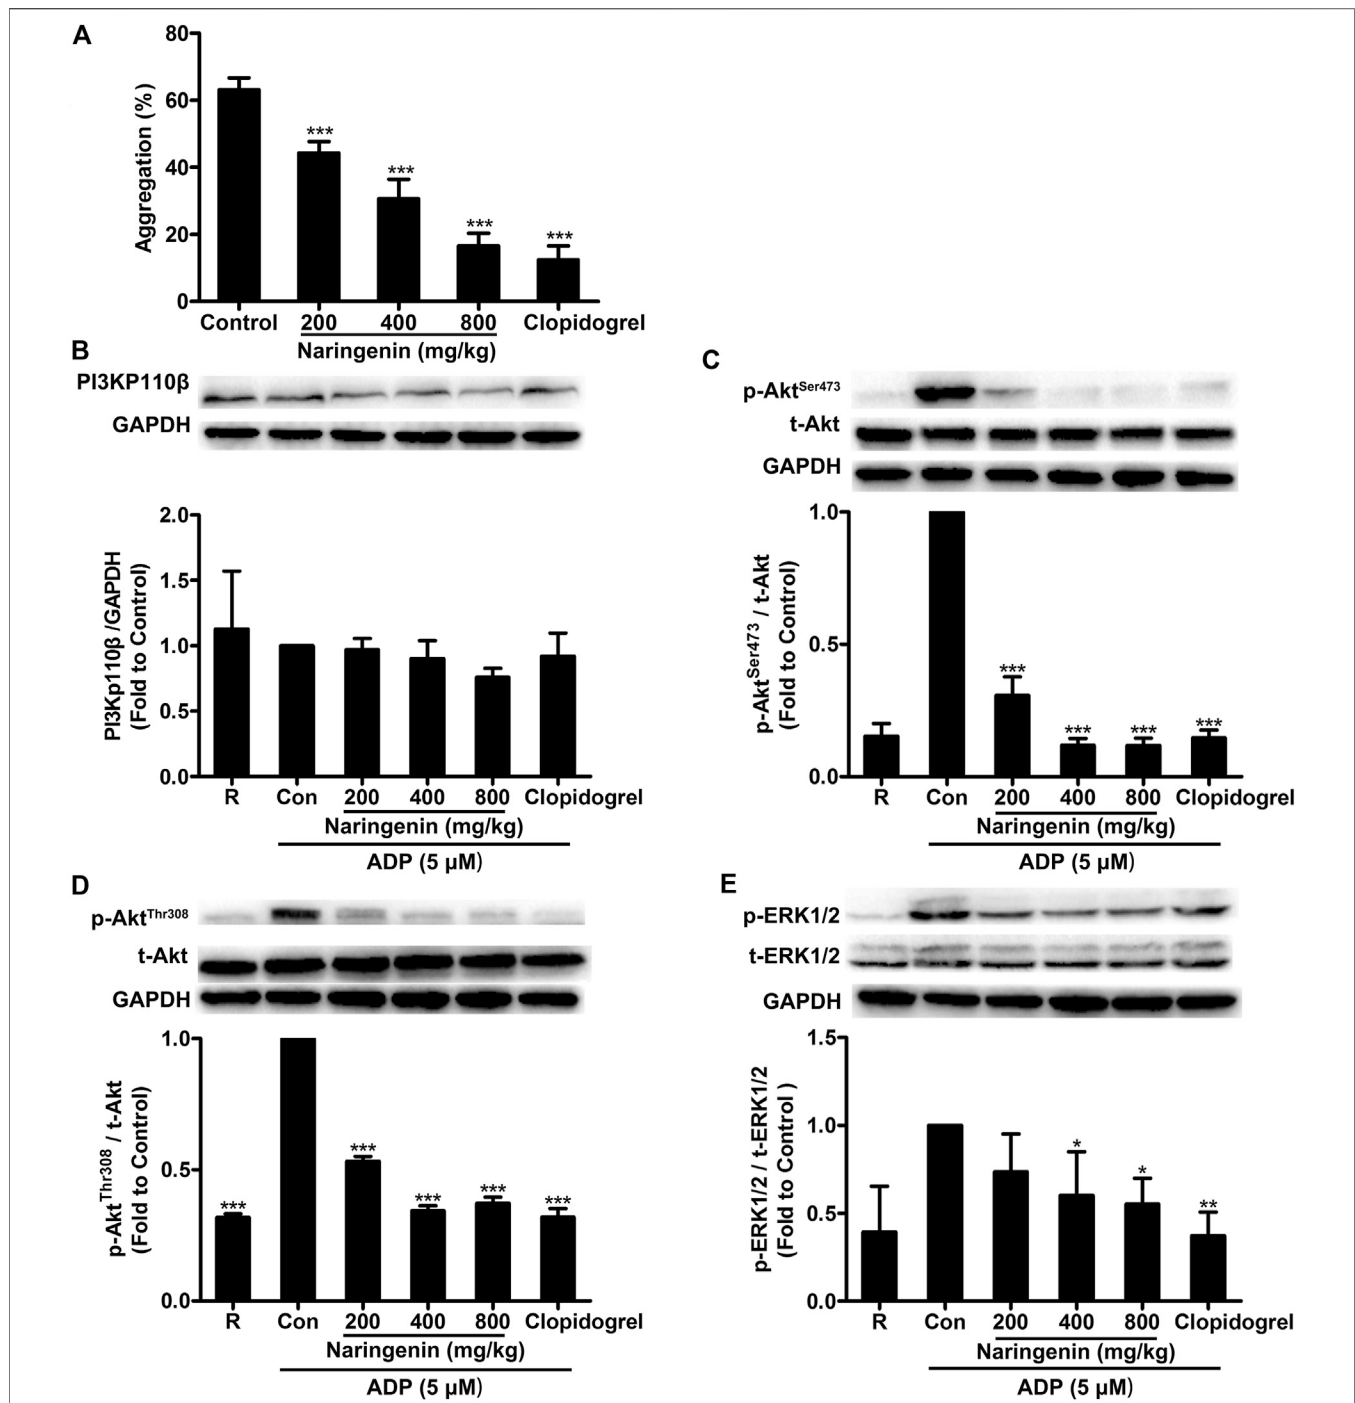 A
80
60
40
20
0
Aggregation (%)
***
***
***
***
Control 200 400 800 Clopidogrel
Naringenin (mg/kg)
B
PI3KP110β
GAPDH
2.0
1.5
1.0
0.5
0.0
PI3Kp110β /GAPDH
(Fold to Control)
R Con 200 400 800 Clopidogrel
Naringenin (mg/kg)
ADP (5 μM)
C
p-AktSer473
t-Akt
GAPDH
1.0
0.5
0.0
p-AktSer473 / t-Akt
(Fold to Control)
***
***
***
***
R Con 200 400 800 Clopidogrel
Naringenin (mg/kg)
ADP (5 μM)
D
p-AktThr308
t-Akt
GAPDH
1.0
0.5
0.0
p-AktThr308 / t-Akt
(Fold to Control)
***
***
***
***
***
R Con 200 400 800 Clopidogrel
Naringenin (mg/kg)
ADP (5 μM)
E
p-ERK1/2
t-ERK1/2
GAPDH
1.5
1.0
0.5
0.0
p-ERK1/2 / t-ERK1/2
(Fold to Control )
*
*
**
R Con 200 400 800 Clopidogrel
Naringenin (mg/kg)
ADP (5 μM)